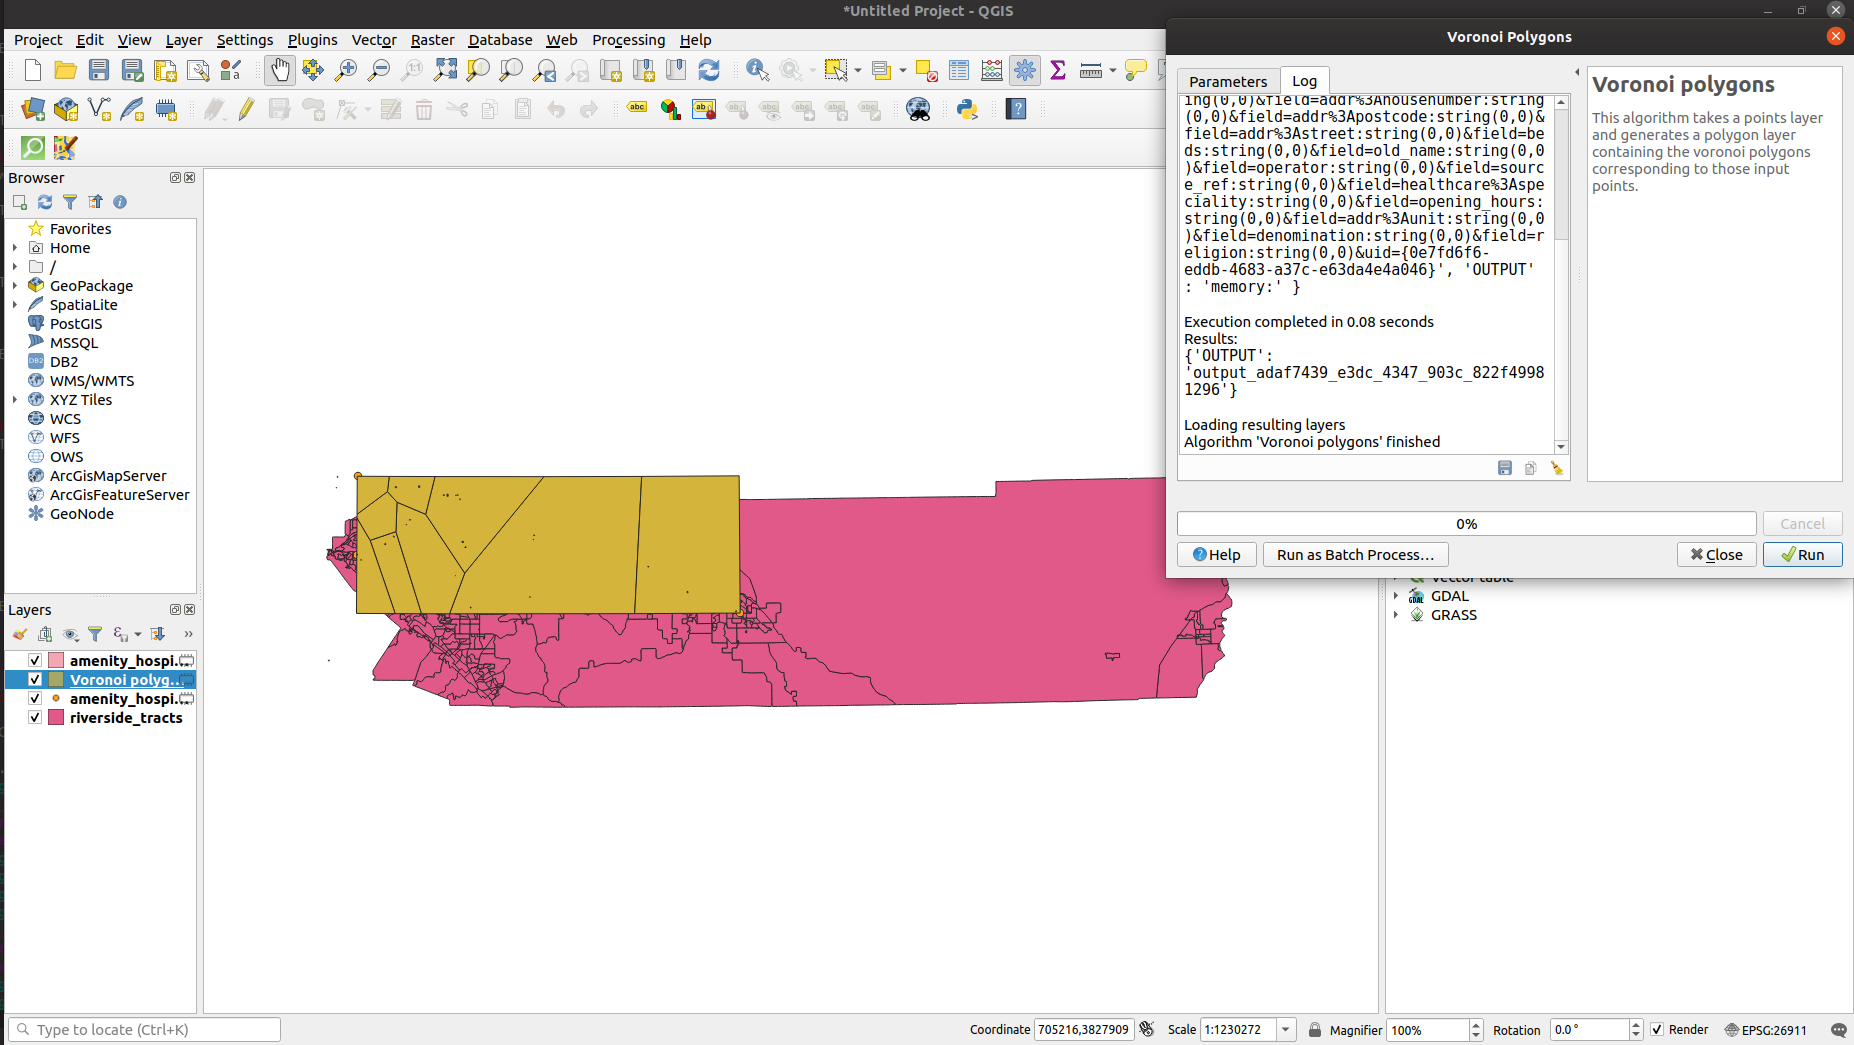 *Untitled Project - QGIS
Project Edit View Layer Settings Plugins Vector Raster Database Web Processing Help
Browser
Favorites
Home
/
GeoPackage
SpatiaLite
PostGIS
MSSQL
DB2
WMS/WMTS
XYZ Tiles
WCS
WFS
OWS
ArcGisMapServer
ArcGisFeatureServer
GeoNode
Layers
amenity_hospi...
Voronoi polyg...
amenity_hospi...
riverside_tracts
Voronoi Polygons
Parameters Log
ing(0,0)&field=addr%3Ahousenumber:string
(0,0)&field=addr%3Apostcode:string(0,0)&
field=addr%3Astreet:string(0,0)&field=be
ds:string(0,0)&field=old_name:string(0,0
)&field=operator:string(0,0)&field=sourc
e_ref:string(0,0)&field=healthcare%3Aspe
ciality:string(0,0)&field=opening_hours:
string(0,0)&field=addr%3Aunit:string(0,0
)&field=denomination:string(0,0)&field=r
eligion:string(0,0)&uid={0e7fd6f6-
eddb-4683-a37c-e63da4e4a046}', 'OUTPUT'
: 'memory:' }
Execution completed in 0.08 seconds
Results:
{'OUTPUT':
'output_adaf7439_e3dc_4347_903c_822f4998
1296'}
Loading resulting layers
Algorithm 'Voronoi polygons' finished
Voronoi polygons
This algorithm takes a points layer
and generates a polygon layer
containing the voronoi polygons
corresponding to those input
points.
0%
Cancel
Help
Run as Batch Process...
Close
Run
Vector table
GDAL
GRASS
Type to locate (Ctrl+K)
Coordinate 705216,3827909 Scale 1:1230272 Magnifier 100% Rotation 0.0 ° Render EPSG:26911